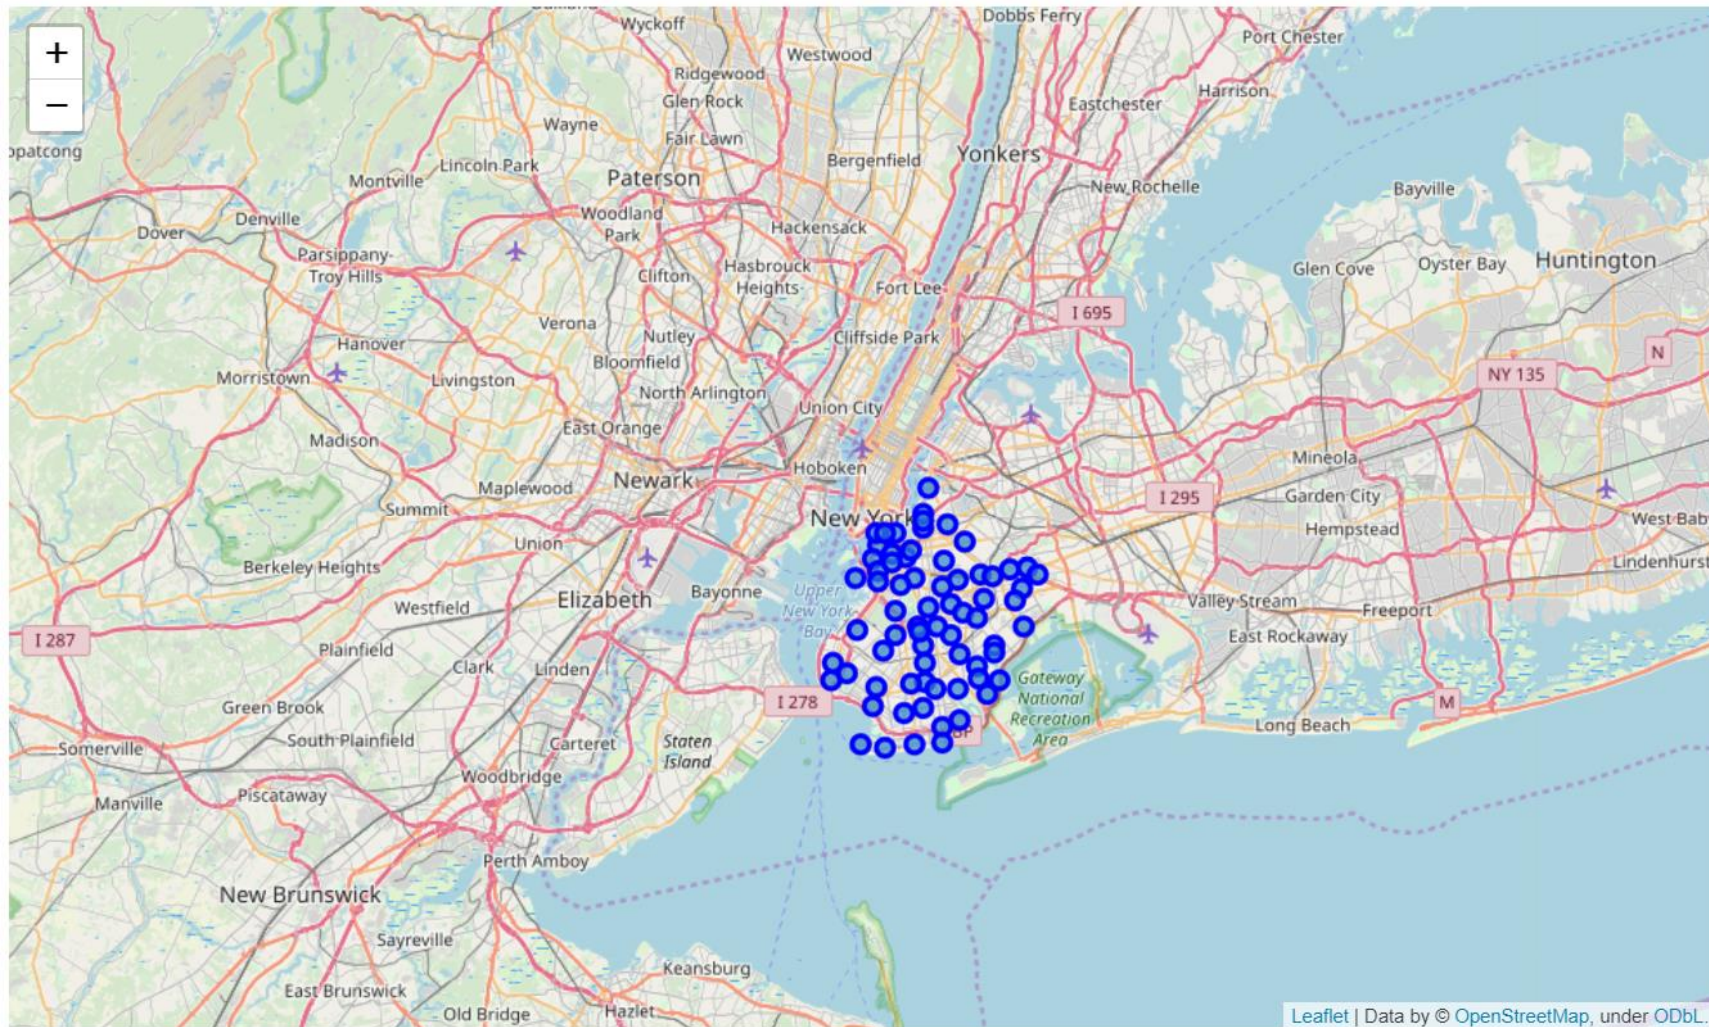 +
−
Wyckoff
Dobbs Ferry
Port Chester
Westwood
Ridgewood
Glen Rock
Harrison
Eastchester
Wayne
Fair Lawn
opatcong
Lincoln Park
Bergenfield
Yonkers
Montville
Paterson
New Rochelle
Bayville
Denville
Woodland
Park
Dover
Hackensack
Parsippany-
Troy Hills
Clifton
Hasbrouck
Heights
Fort Lee
Glen Cove
Oyster Bay
Huntington
I 695
Verona
Nutley
Cliffside Park
Hanover
Bloomfield
N
Morristown
Livingston
North Arlington
NY 135
Union City
East Orange
Madison
Hoboken
Mineola
Newark
Maplewood
I 295
Garden City
Summit
New York
Hempstead
West Bab
Union
Berkeley Heights
Lindenhurst
Bayonne
Upper
New York
Bay
Elizabeth
Westfield
Valley Stream
Freeport
I 287
East Rockaway
Plainfield
Clark
Linden
Gateway
National
Recreation
Area
I 278
M
Green Brook
Long Beach
Somerville
South Plainfield
Carteret
Staten
Island
Woodbridge
Manville
Piscataway
Perth Amboy
New Brunswick
Sayreville
Keansburg
East Brunswick
Old Bridge
Hazlet
Leaflet | Data by © OpenStreetMap, under ODbL.